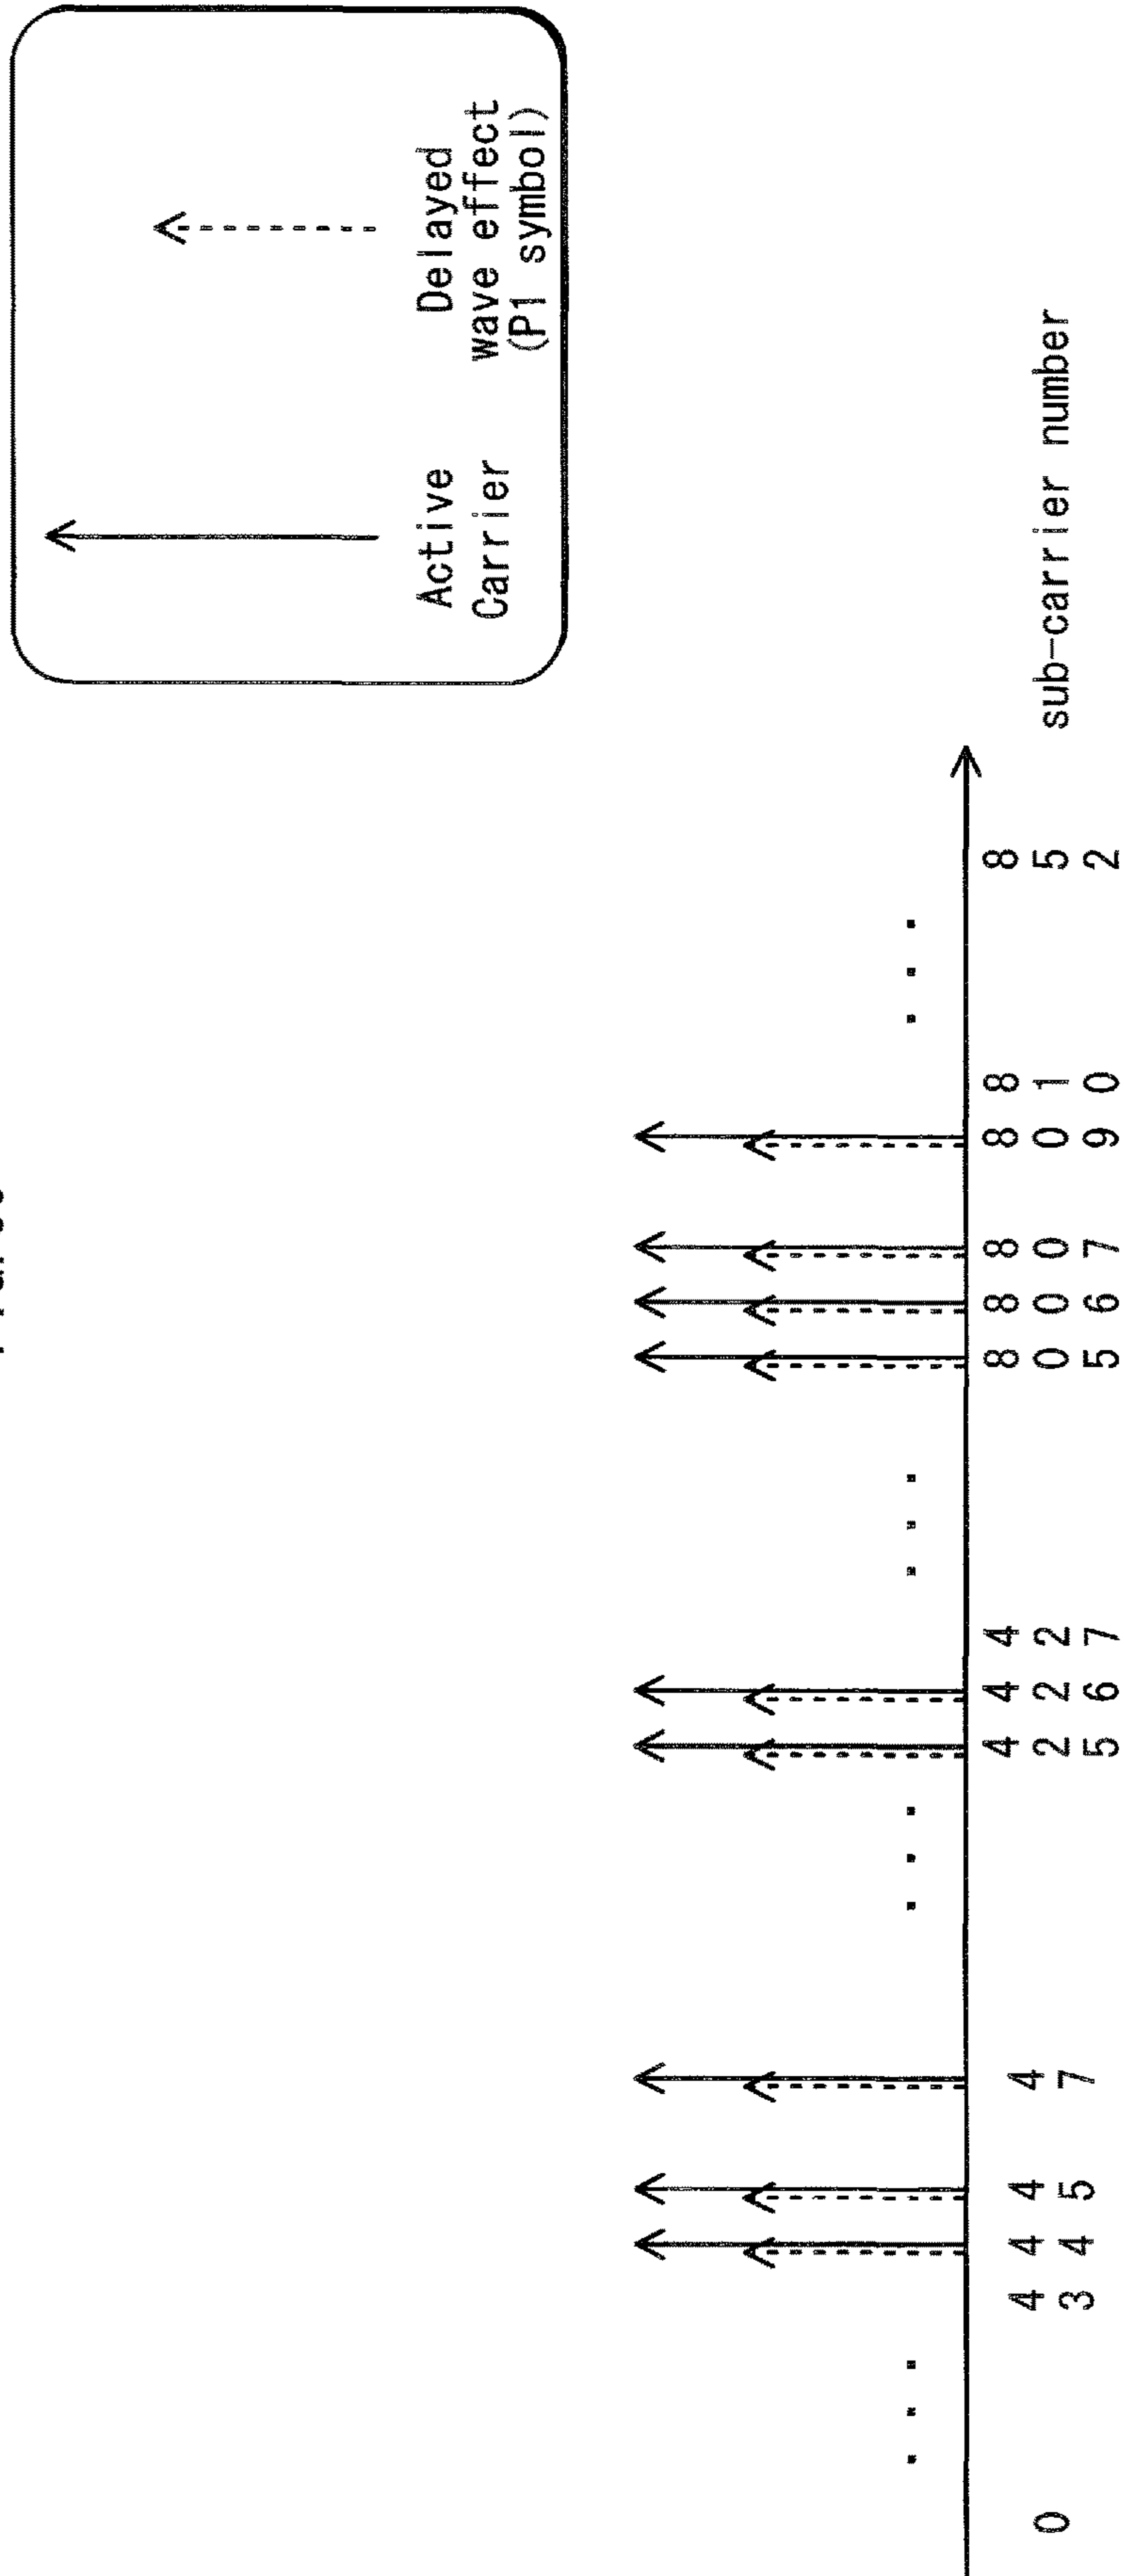 Active
Carrier
Delayed
wave effect
(P1 symbol)
0
43
44
45
47
425
426
427
805
806
807
809
810
852
sub-carrier number